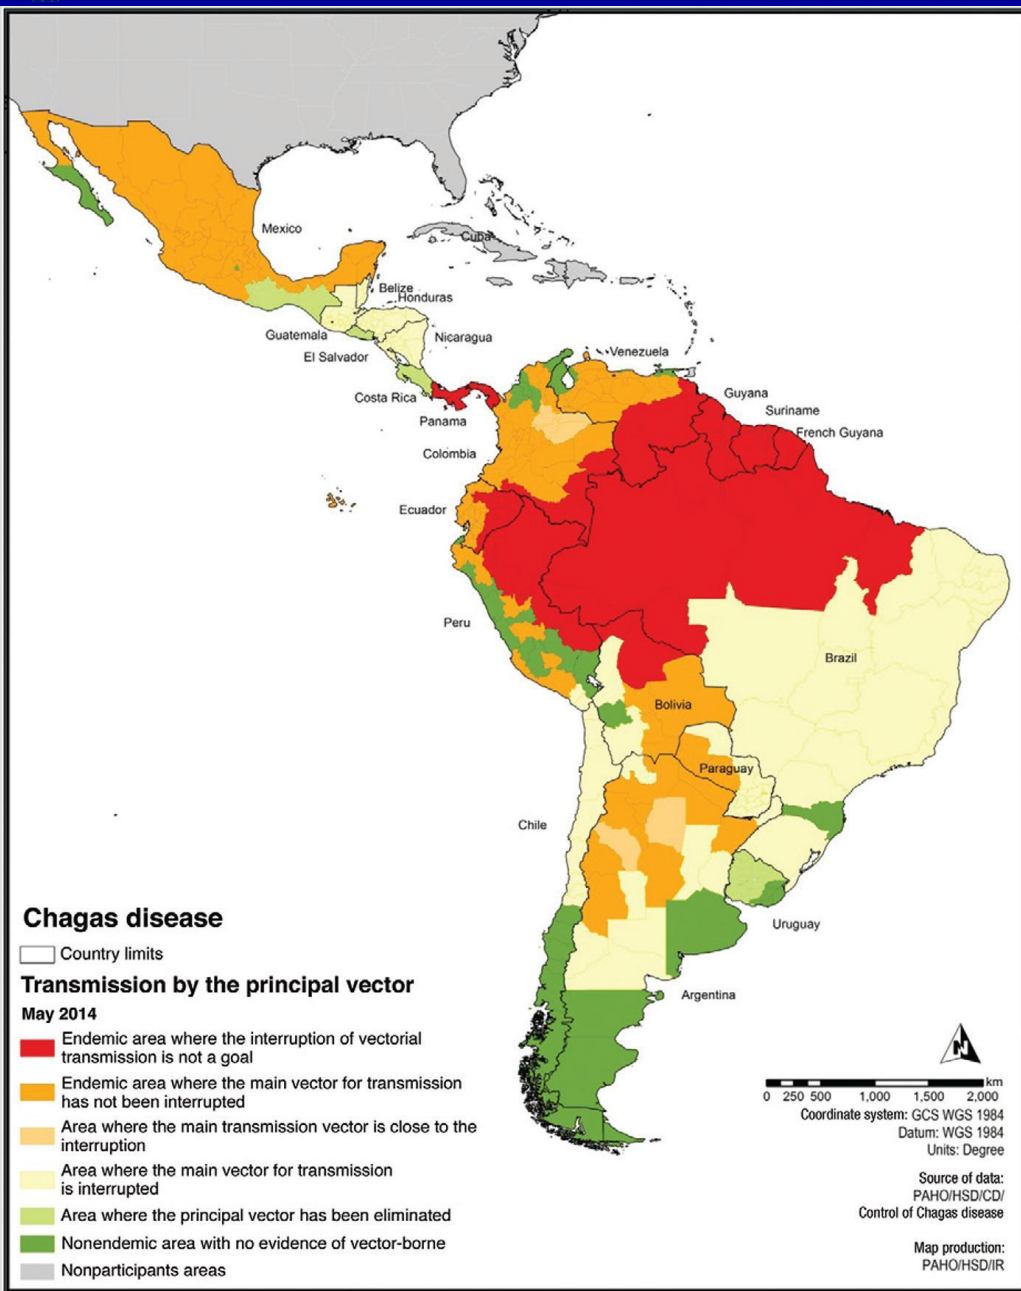 Mexico
Cuba
Belize
Honduras
Guatemala
Nicaragua
El Salvador
Venezuela
Costa Rica
Guyana
Panama
Suriname
French Guyana
Colombia
Ecuador
Peru
Brazil
Bolivia
Paraguay
Chile
Uruguay
Argentina
Chagas disease
Country limits
Transmission by the principal vector
May 2014
Endemic area where the interruption of vectorial
transmission is not a goal
Endemic area where the main vector for transmission
has not been interrupted
Area where the main transmission vector is close to the
interruption
Area where the main vector for transmission
is interrupted
Area where the principal vector has been eliminated
Nonendemic area with no evidence of vector-borne
Nonparticipants areas
N
km
0 250 500 1,000 1,500 2,000
Coordinate system: GCS WGS 1984
Datum: WGS 1984
Units: Degree
Source of data:
PAHO/HSD/CD/
Control of Chagas disease
Map production:
PAHO/HSD/IR